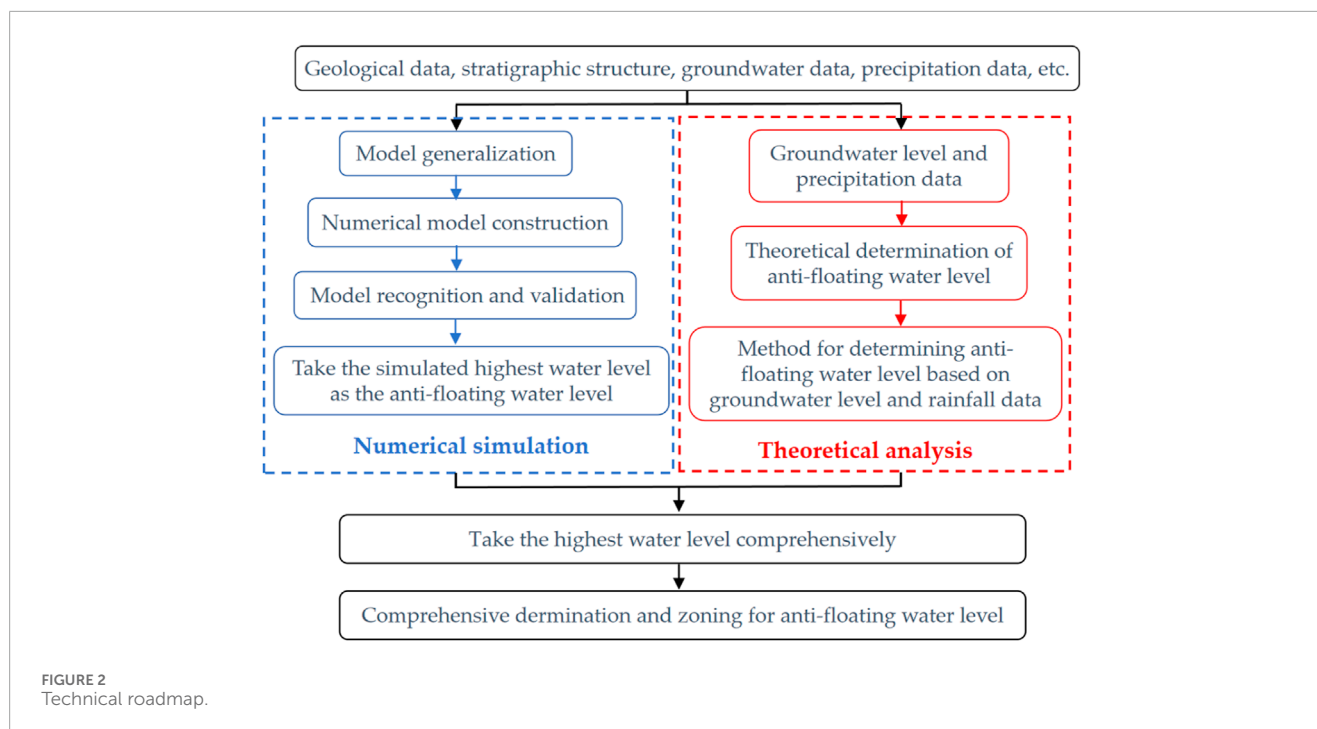 Geological data, stratigraphic structure, groundwater data, precipitation data, etc.
Model generalization
Numerical model construction
Model recognition and validation
Take the simulated highest water level
as the anti-floating water level
Numerical simulation
Groundwater level and
precipitation data
Theoretical determination of
anti-floating water level
Method for determining anti-
floating water level based on
groundwater level and rainfall data
Theoretical analysis
Take the highest water level comprehensively
Comprehensive dermination and zoning for anti-floating water level
FIGURE 2
Technical roadmap.